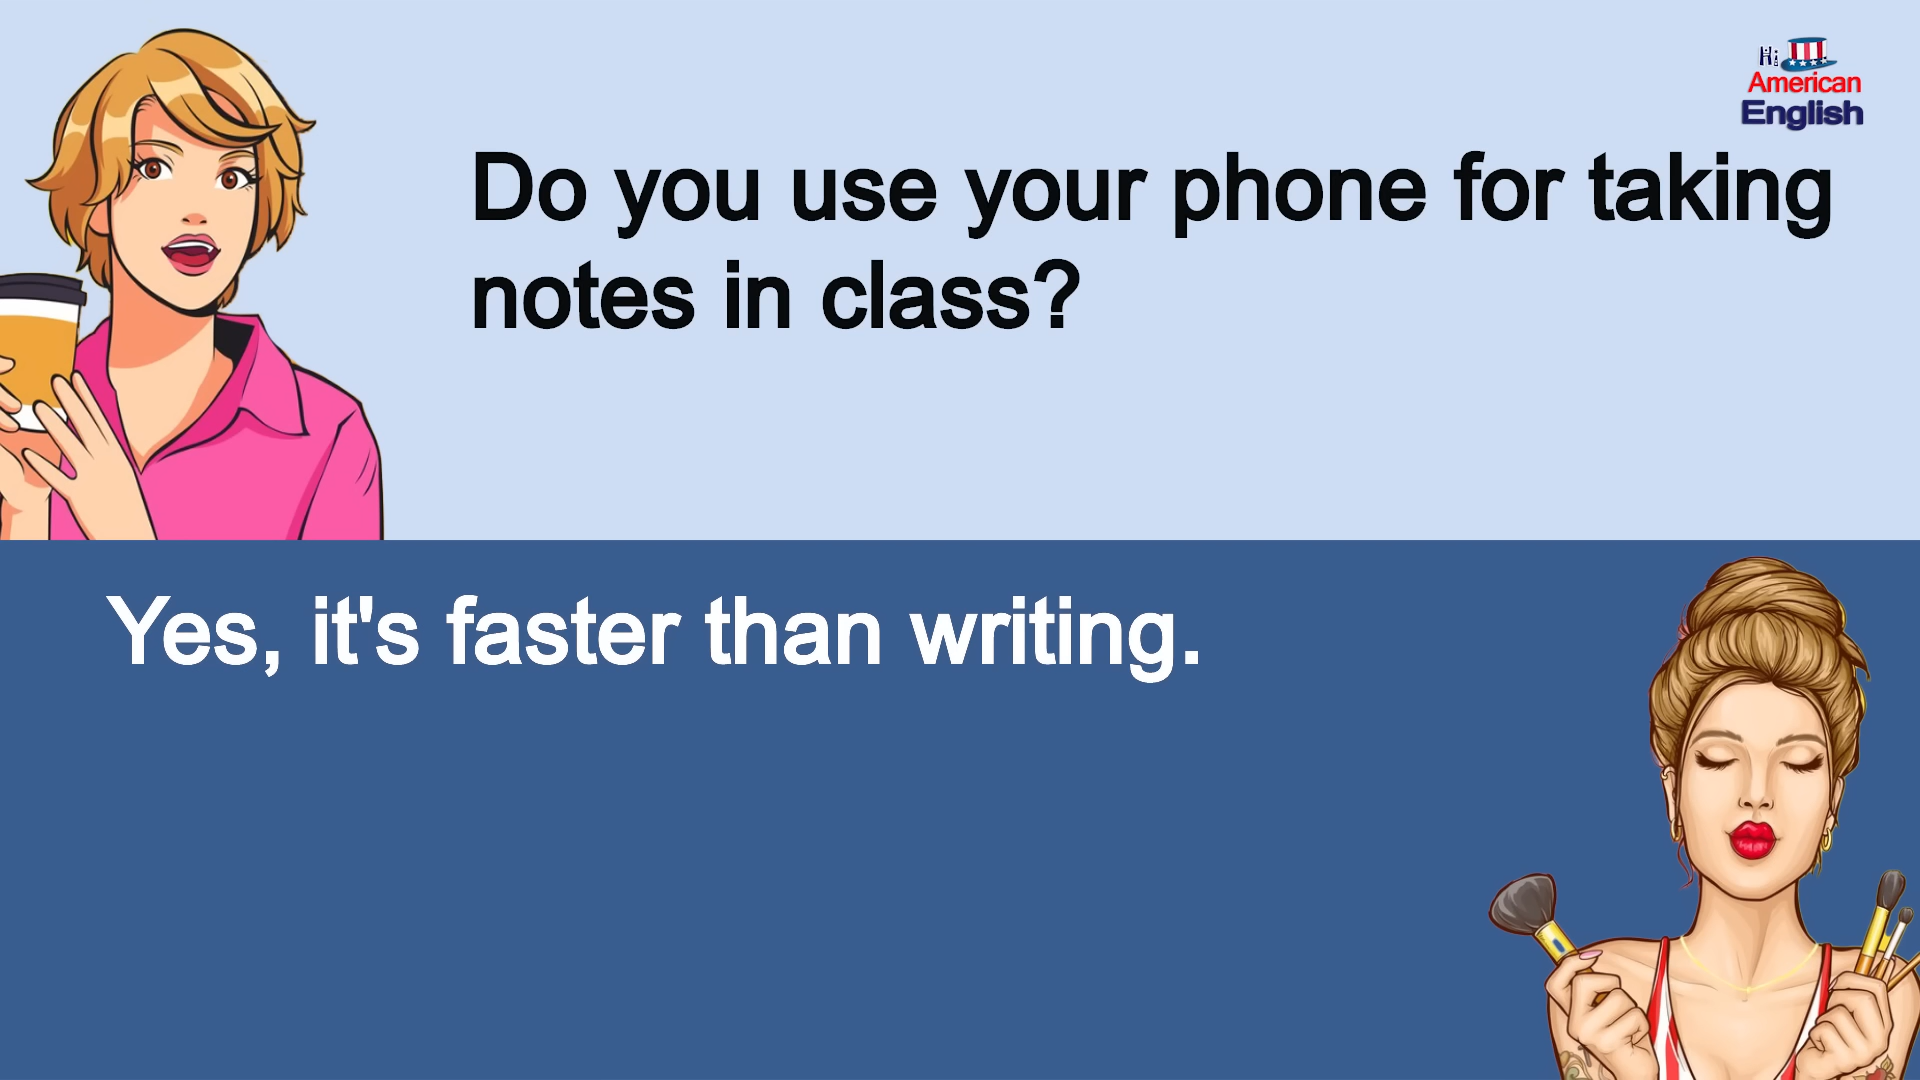 Hi
American
English
Do you use your phone for taking
notes in class?
Yes, it's faster than writing.